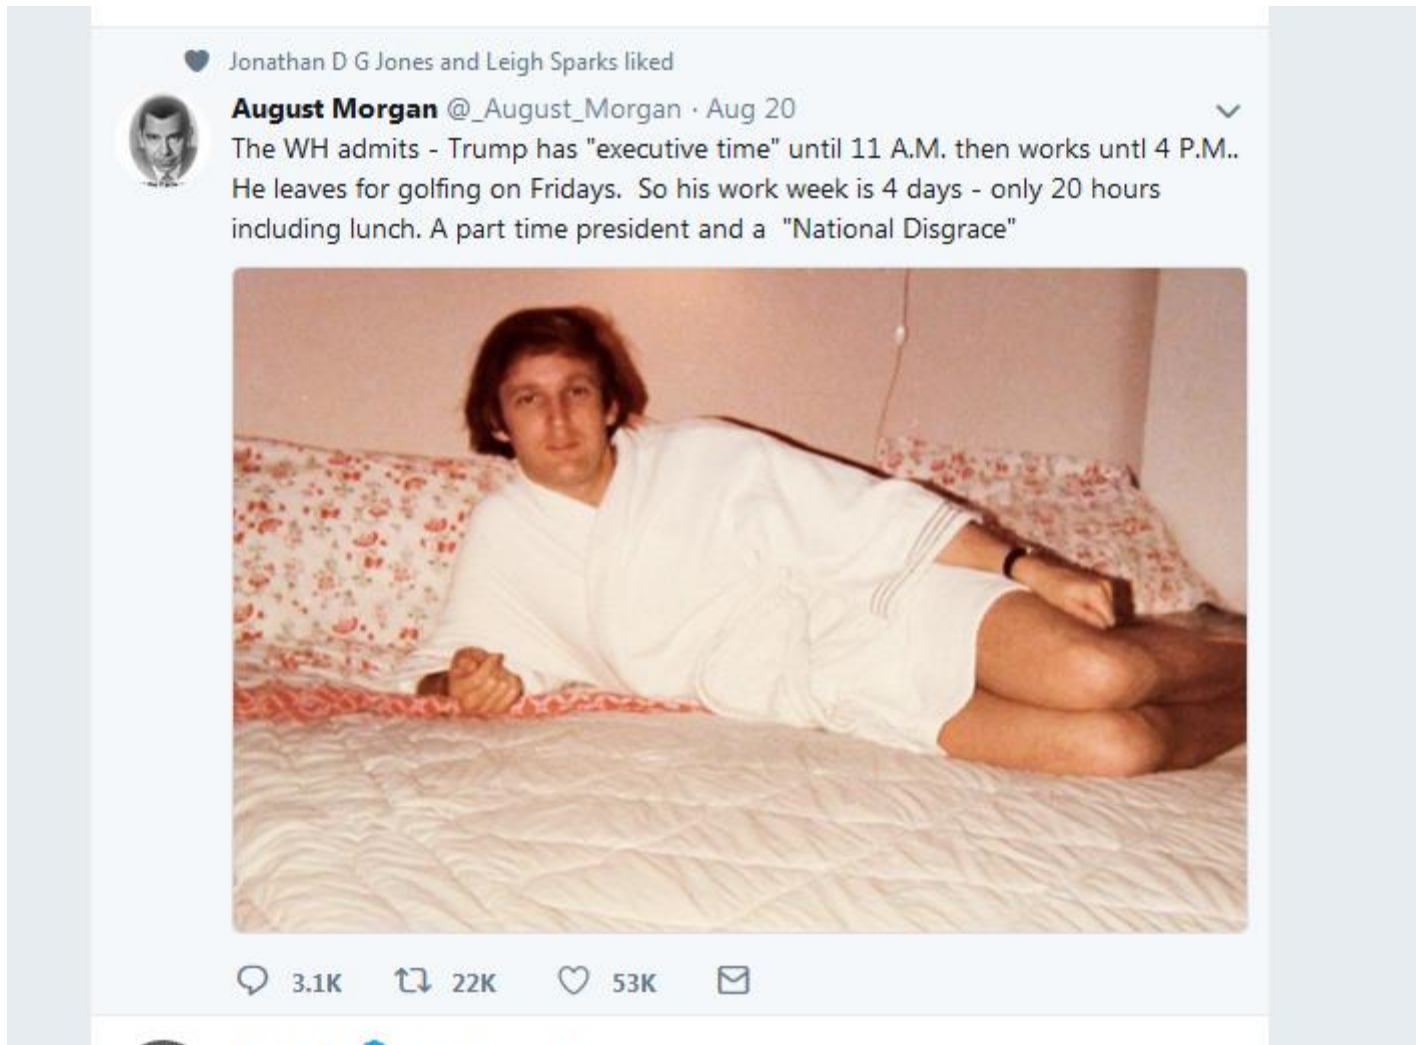 Jonathan D G Jones and Leigh Sparks liked
August Morgan @_August_Morgan · Aug 20
The WH admits - Trump has "executive time" until 11 A.M. then works untl 4 P.M..
He leaves for golfing on Fridays.  So his work week is 4 days - only 20 hours
including lunch. A part time president and a  "National Disgrace"
3.1K 22K 53K